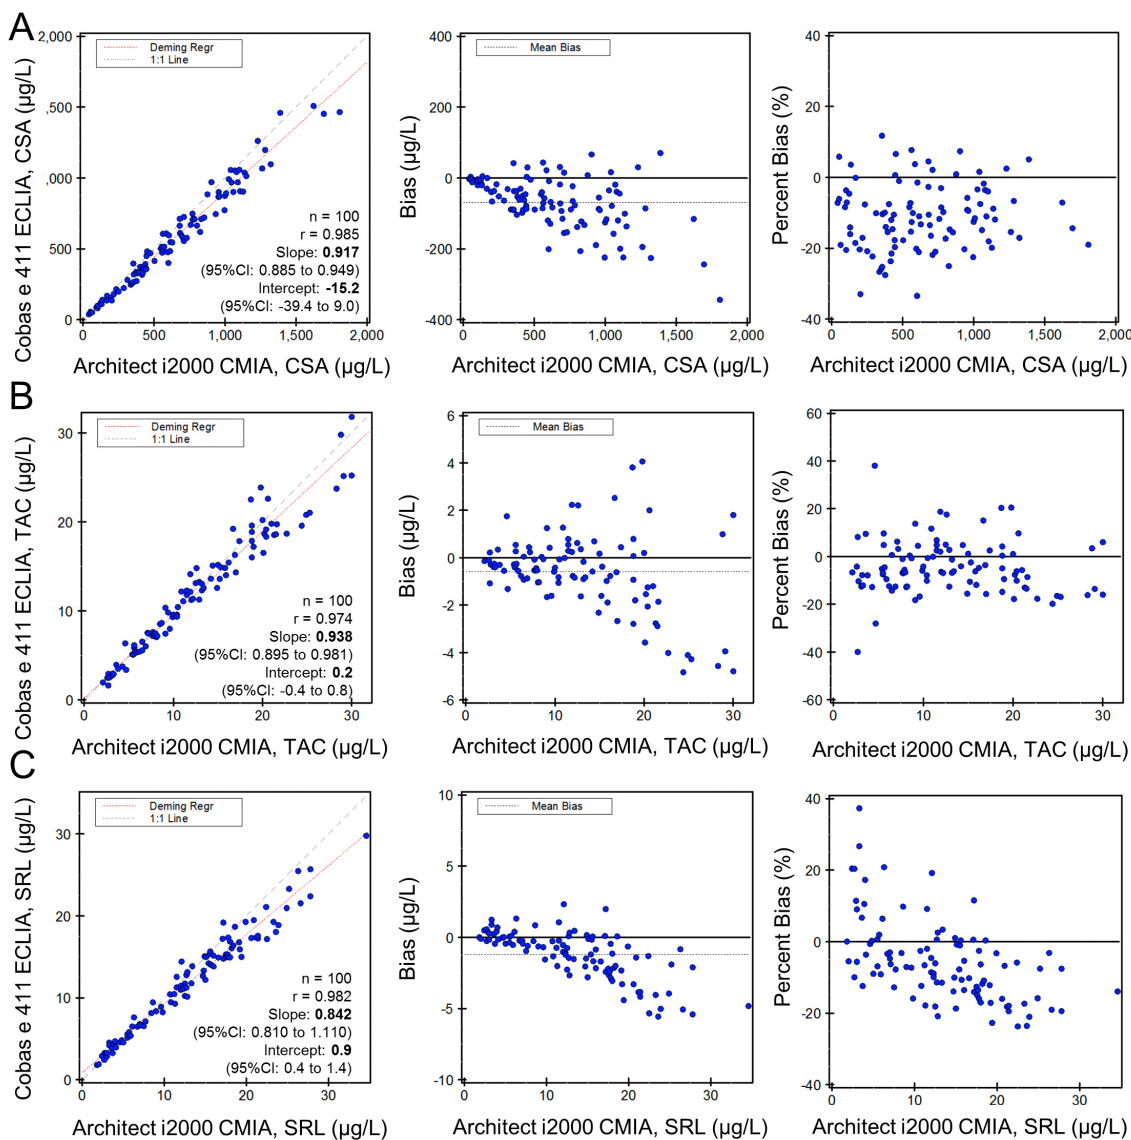 A
Cobas e 411 ECLIA, CSA (µg/L)
,2,000
,500
,000
500
0
Deming Regr
1:1 Line
n = 100
r = 0.985
Slope: 0.917
(95%CI: 0.885 to 0.949)
Intercept: -15.2
(95%CI: -39.4 to 9.0)
0 500 1,000 1,500 2,000
Architect i2000 CMIA, CSA (µg/L)
Bias (µg/L)
400
200
0
-200
-400
Mean Bias
0 500 1,000 1,500 2,000
Architect i2000 CMIA, CSA (µg/L)
Percent Bias (%)
40
20
0
-20
-40
0 500 1,000 1,500 2,000
Architect i2000 CMIA, CSA (µg/L)
B
Cobas e 411 ECLIA, TAC (µg/L)
30
20
10
0
Deming Regr
1:1 Line
n = 100
r = 0.974
Slope: 0.938
(95%CI: 0.895 to 0.981)
Intercept: 0.2
(95%CI: -0.4 to 0.8)
0 10 20 30
Architect i2000 CMIA, TAC (µg/L)
Bias (µg/L)
6
4
2
0
-2
-4
-6
Mean Bias
0 10 20 30
Architect i2000 CMIA, TAC (µg/L)
Percent Bias (%)
60
40
20
0
-20
-40
-60
0 10 20 30
Architect i2000 CMIA, TAC (µg/L)
C
Cobas e 411 ECLIA, SRL (µg/L)
30
20
10
0
Deming Regr
1:1 Line
n = 100
r = 0.982
Slope: 0.842
(95%CI: 0.810 to 1.110)
Intercept: 0.9
(95%CI: 0.4 to 1.4)
0 10 20 30
Architect i2000 CMIA, SRL (µg/L)
Bias (µg/L)
10
5
0
-5
-10
Mean Bias
0 10 20 30
Architect i2000 CMIA, SRL (µg/L)
Percent Bias (%)
40
20
0
-20
-40
0 10 20 30
Architect i2000 CMIA, SRL (µg/L)